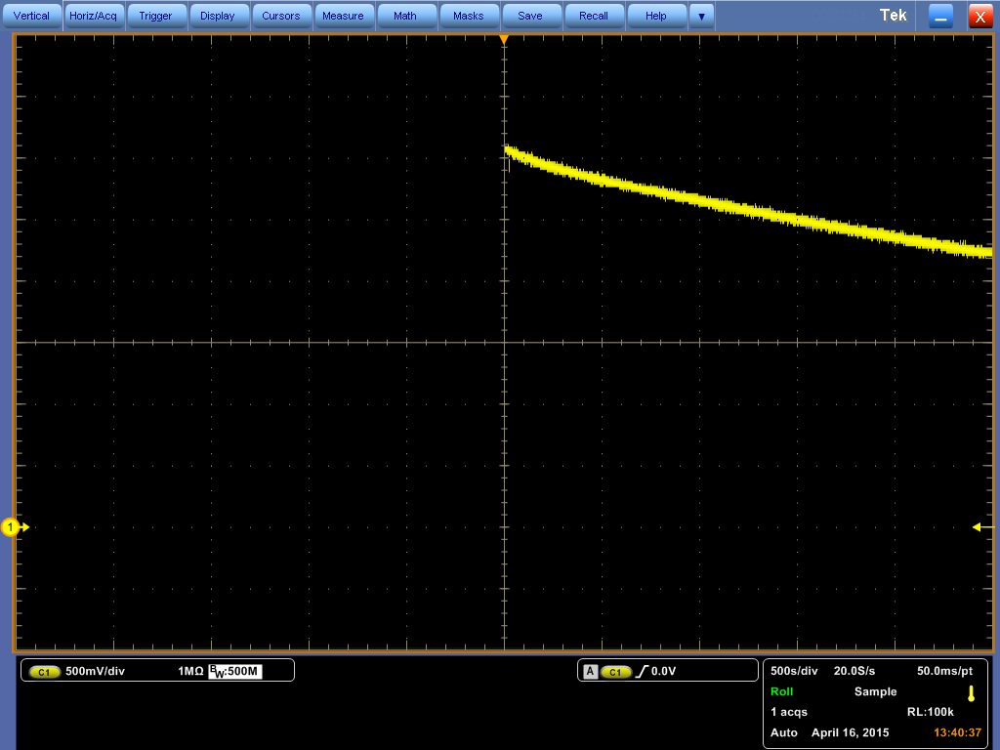 Vertical Horiz/Acq Trigger Display Cursors Measure Math Masks Save Recall Help Tek X
1
C1 500mV/div 1MΩ BW:500M
A C1 0.0V
500s/div 20.0S/s 50.0ms/pt
Roll Sample
1 acqs RL:100k
Auto April 16, 2015 13:40:37